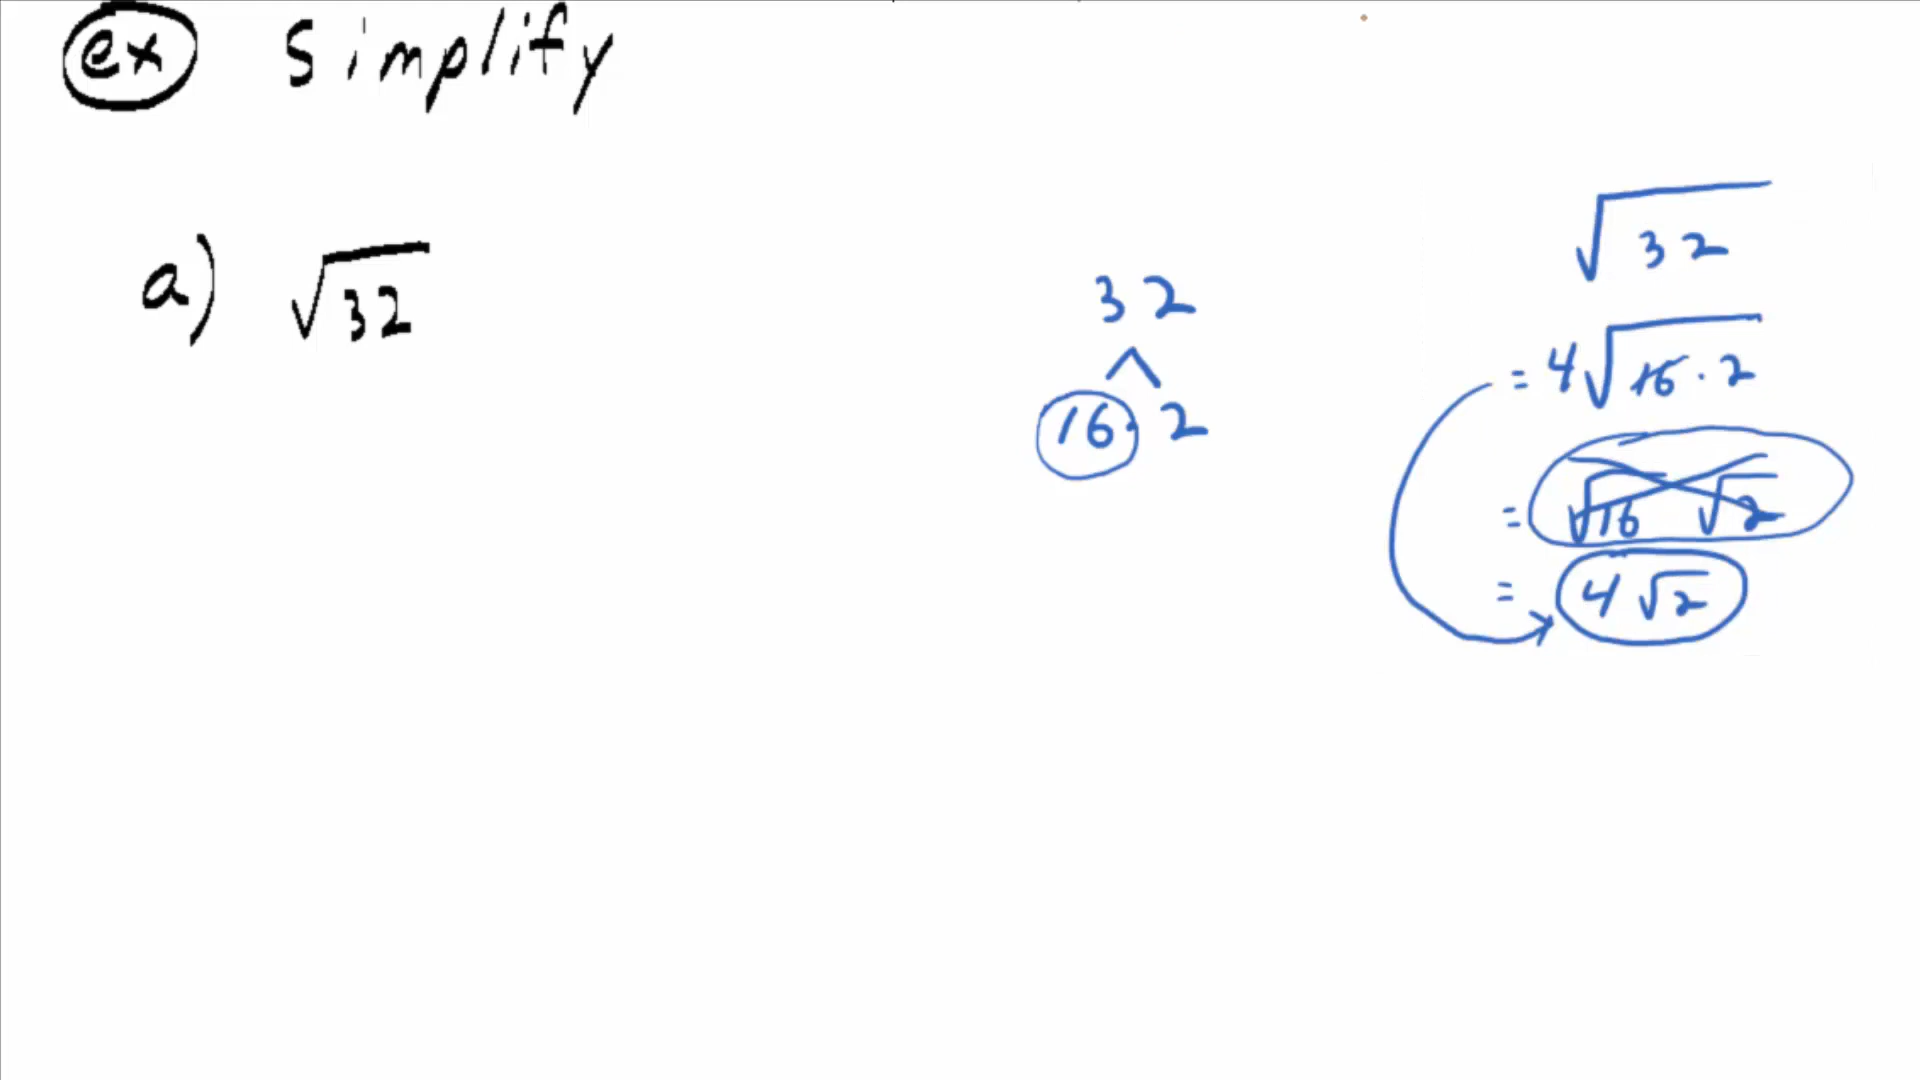 ex Simplify
a) √32
32
16 · 2
√32
= 4√16 · 2
= √16 √2
= 4√2